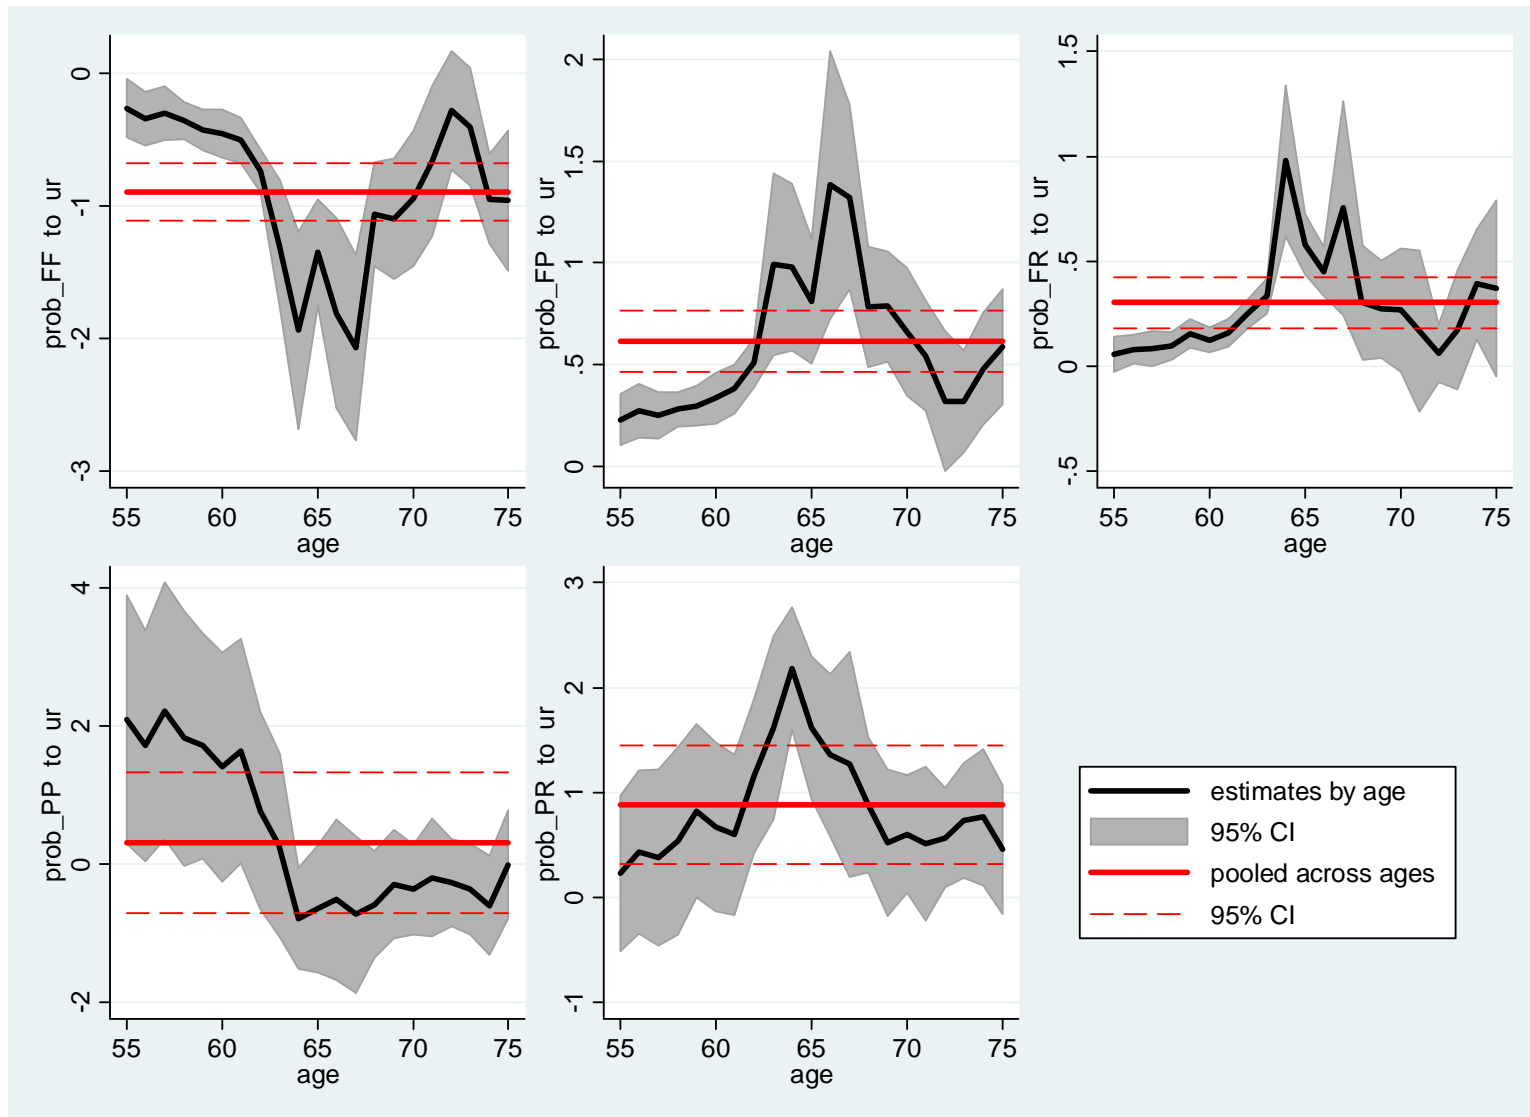 prob_FF to ur
0
-1
-2
-3
55 60 65 70 75
age
prob_FP to ur
2
1.5
1
.5
0
55 60 65 70 75
age
prob_FR to ur
1.5
1
.5
0
-.5
55 60 65 70 75
age
prob_PP to ur
4
2
0
-2
55 60 65 70 75
age
prob_PR to ur
3
2
1
0
-1
55 60 65 70 75
age
estimates by age
95% CI
pooled across ages
95% CI